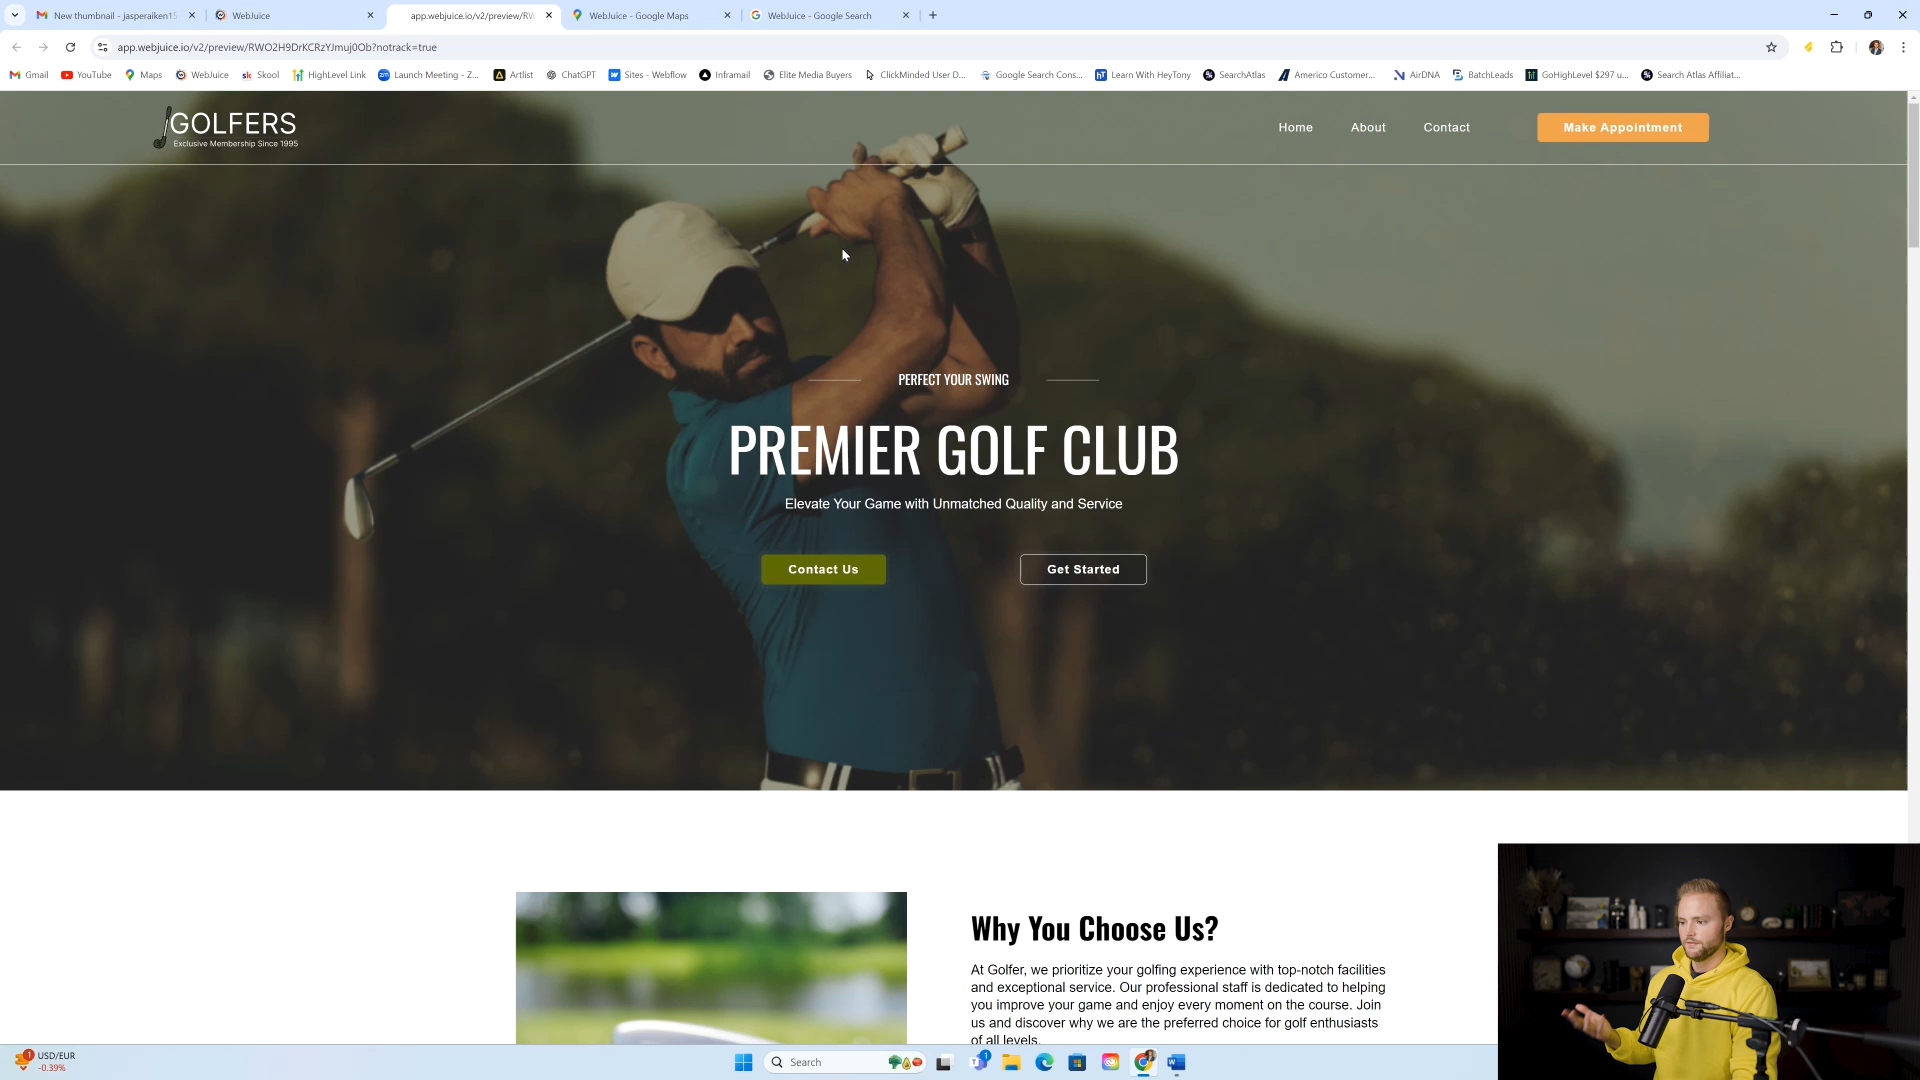 New thumbnail - jasperaiken15
WebJuice
app.webjuice.io/v2/preview/RW
WebJuice - Google Maps
WebJuice - Google Search
app.webjuice.io/v2/preview/RWO2H9DrKCRzYJmuj0Ob?notrack=true
Gmail
YouTube
Maps
WebJuice
Skool
HighLevel Link
Launch Meeting - Z...
Artlist
ChatGPT
Sites - Webflow
Inframail
Elite Media Buyers
ClickMinded User D...
Google Search Cons...
Learn With HeyTony
SearchAtlas
Americo Customer...
AirDNA
BatchLeads
GoHighLevel $297 u...
Search Atlas Affiliat...
GOLFERS
Exclusive Membership Since 1995
Home
About
Contact
Make Appointment
PERFECT YOUR SWING
PREMIER GOLF CLUB
Elevate Your Game with Unmatched Quality and Service
Contact Us
Get Started
Why You Choose Us?
At Golfer, we prioritize your golfing experience with top-notch facilities
and exceptional service. Our professional staff is dedicated to helping
you improve your game and enjoy every moment on the course. Join
us and discover why we are the preferred choice for golf enthusiasts
of all levels.
1
USD/EUR
-0.39%
Search
1